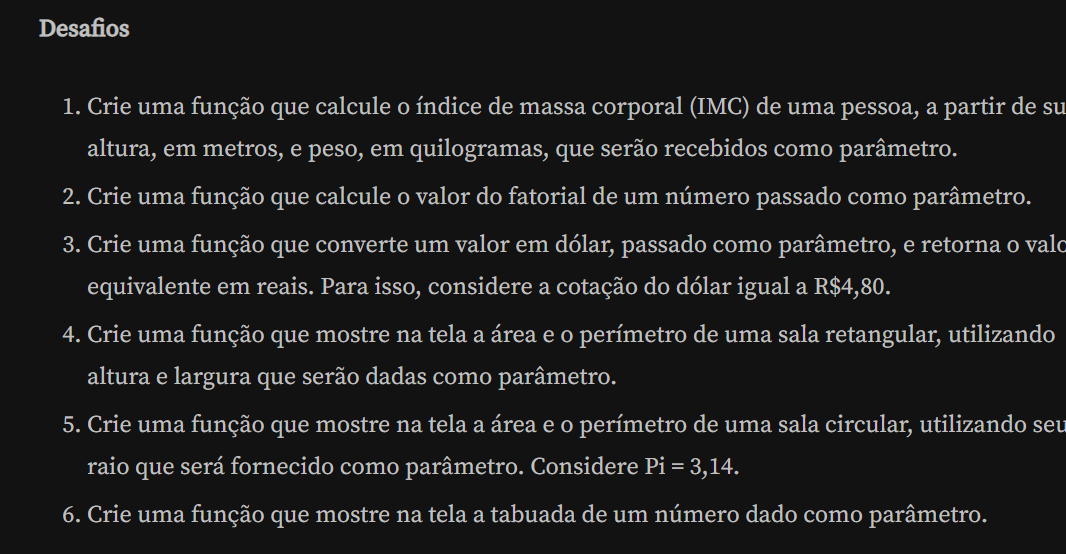 Desafios
1. Crie uma função que calcule o índice de massa corporal (IMC) de uma pessoa, a partir de su
altura, em metros, e peso, em quilogramas, que serão recebidos como parâmetro.
2. Crie uma função que calcule o valor do fatorial de um número passado como parâmetro.
3. Crie uma função que converte um valor em dólar, passado como parâmetro, e retorna o valo
equivalente em reais. Para isso, considere a cotação do dólar igual a R$4,80.
4. Crie uma função que mostre na tela a área e o perímetro de uma sala retangular, utilizando
altura e largura que serão dadas como parâmetro.
5. Crie uma função que mostre na tela a área e o perímetro de uma sala circular, utilizando seu
raio que será fornecido como parâmetro. Considere Pi = 3,14.
6. Crie uma função que mostre na tela a tabuada de um número dado como parâmetro.